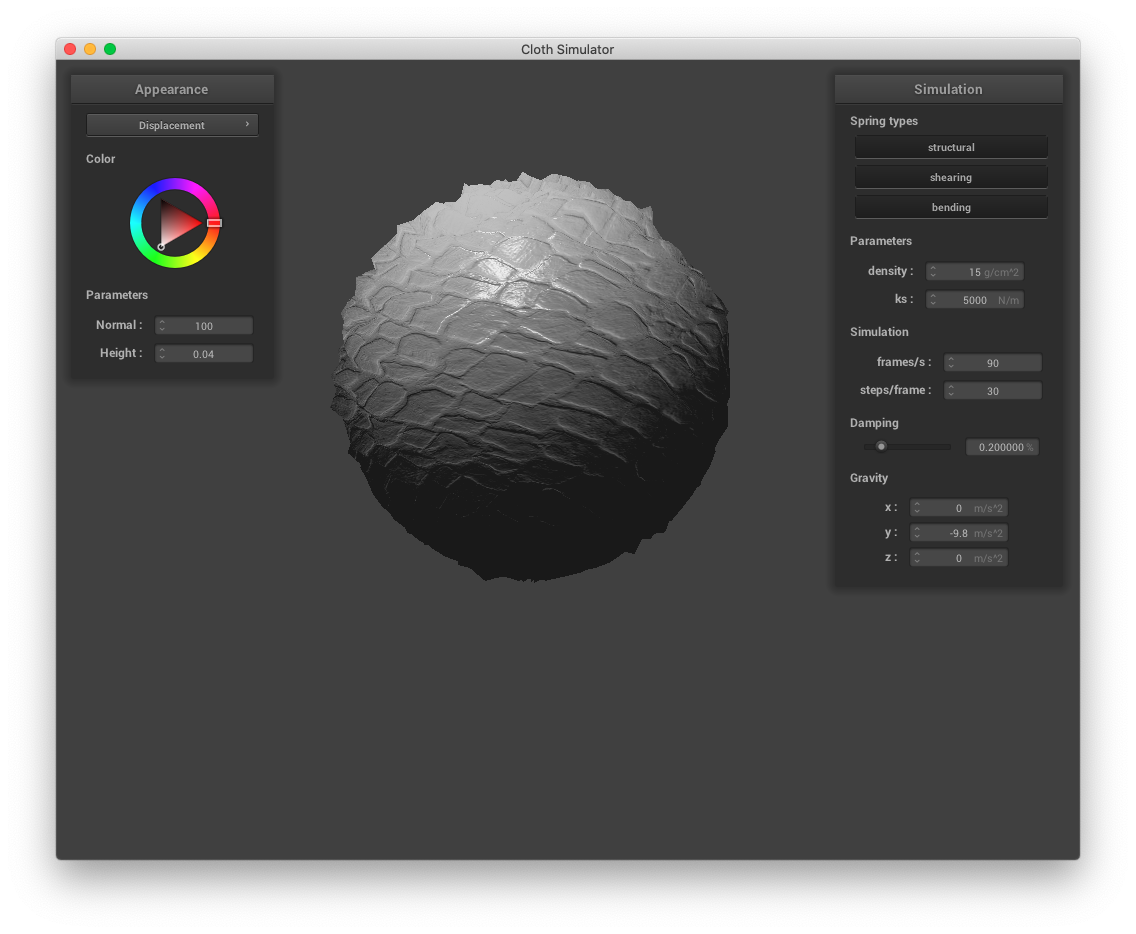 Cloth Simulator
Appearance
Displacement ›
Color
Parameters
Normal : 100
Height : 0.04
Simulation
Spring types
structural
shearing
bending
Parameters
density : 15 g/cm^2
ks : 5000 N/m
Simulation
frames/s : 90
steps/frame : 30
Damping
0.200000 %
Gravity
x : 0 m/s^2
y : -9.8 m/s^2
z : 0 m/s^2